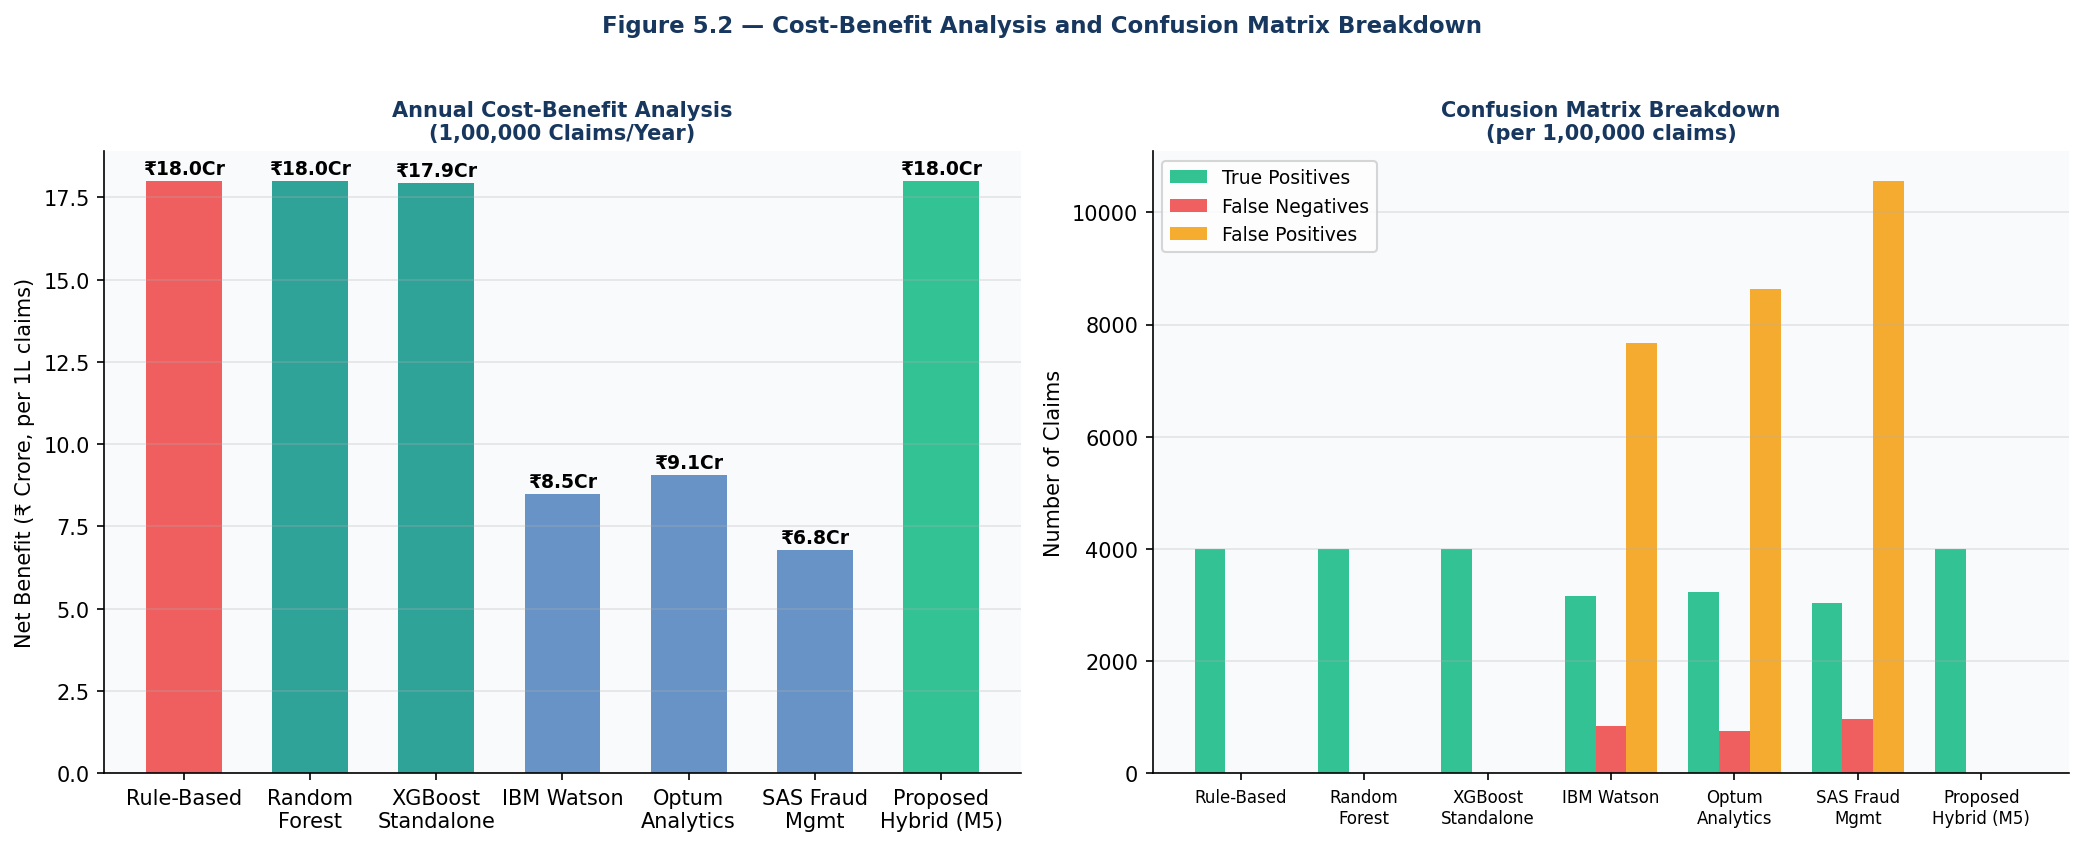 Figure 5.2 — Cost-Benefit Analysis and Confusion Matrix Breakdown
Annual Cost-Benefit Analysis
(1,00,000 Claims/Year)
Net Benefit (₹ Crore, per 1L claims)
17.5
15.0
12.5
10.0
7.5
5.0
2.5
0.0
₹18.0Cr
₹18.0Cr
₹17.9Cr
₹8.5Cr
₹9.1Cr
₹6.8Cr
₹18.0Cr
Rule-Based
Random
Forest
XGBoost
Standalone
IBM Watson
Optum
Analytics
SAS Fraud
Mgmt
Proposed
Hybrid (M5)
Confusion Matrix Breakdown
(per 1,00,000 claims)
True Positives
False Negatives
False Positives
Number of Claims
10000
8000
6000
4000
2000
0
Rule-Based
Random
Forest
XGBoost
Standalone
IBM Watson
Optum
Analytics
SAS Fraud
Mgmt
Proposed
Hybrid (M5)